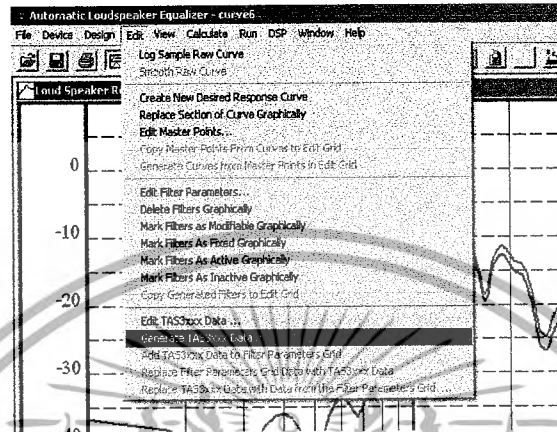 Automatic Loudspeaker Equalizer - curve6
File Device Design Edit View Calculate Run DSP Window Help
Log Sample Raw Curve
Smooth Raw Curve
Loud Speaker
Create New Desired Response Curve
Replace Section of Curve Graphically
Edit Master Points...
Copy Master Points From Curves to Edit Grid
Generate Curves from Master Points in Edit Grid
0
Edit Filter Parameters...
Delete Filters Graphically
Mark Filters as Modifiable Graphically
-10
Mark Filters As Fixed Graphically
Mark Filters As Active Graphically
Mark Filters As Inactive Graphically
Copy Generated Filters to Edit Grid
-20
Edit TAS3xxx Data ...
Generate TAS3xxx Data
Add TAS3xxx Data to Filter Parameters Grid
-30
Replace Filter Parameters Grid Data with TAS3xxx Data
Replace TAS3xxx Data with Data from the Filter Parameters Grid ...